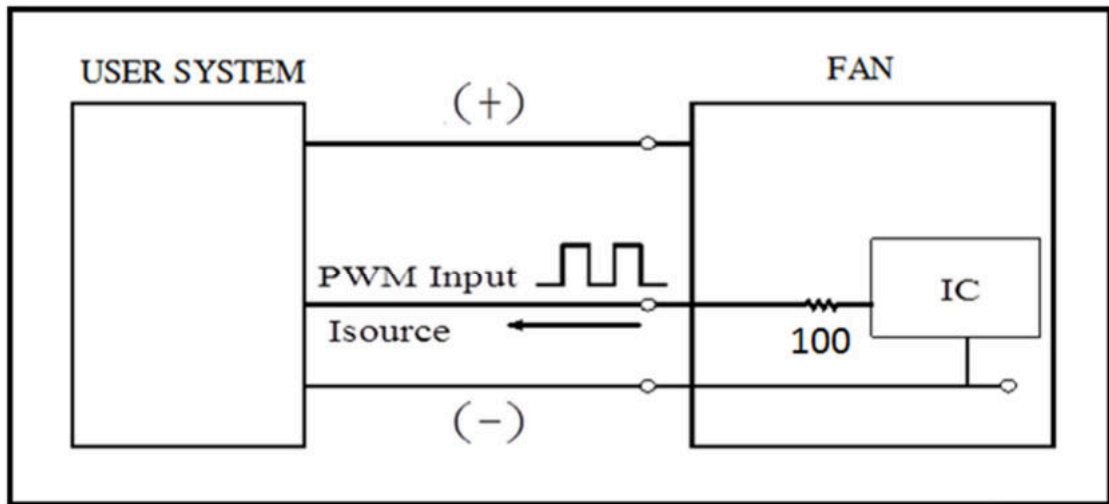 USER SYSTEM
FAN
(+)
PWM Input
IC
Isource
100
(-)